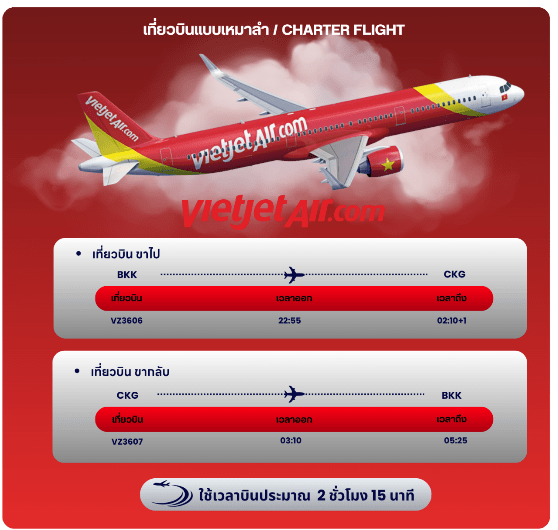 เที่ยวบินแบบเหมาลำ / CHARTER FLIGHT
vietjetAir.com
vietjetAir.com
vietjetAir.com
• เที่ยวบิน ขาไป
BKK CKG
เที่ยวบิน เวลาออก เวลาถึง
VZ3606 22:55 02:10+1
• เที่ยวบิน ขากลับ
CKG BKK
เที่ยวบิน เวลาออก เวลาถึง
VZ3607 03:10 05:25
ใช้เวลาบินประมาณ 2 ชั่วโมง 15 นาที